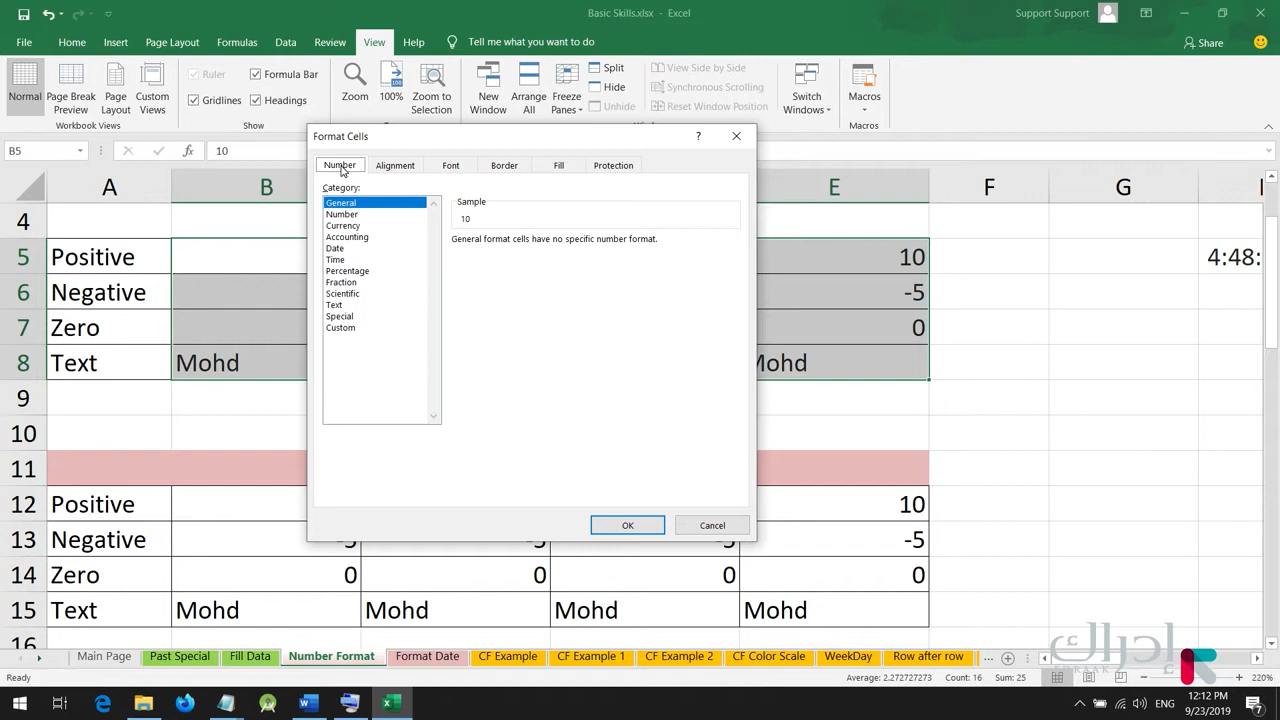 Basic Skills.xlsx - Excel
Support Support
File Home Insert Page Layout Formulas Data Review View Help Tell me what you want to do Share
Normal
Page Break Preview
Page Layout
Custom Views
Workbook Views
Ruler
Formula Bar
Gridlines
Headings
Show
Zoom
100%
Zoom to Selection
New Window
Arrange All
Freeze Panes
Split
Hide
Unhide
View Side by Side
Synchronous Scrolling
Reset Window Position
Switch Windows
Macros
Macros
B5
fx
10
A B E F G
4
5 Positive 10 4:48:
6 Negative -5
7 Zero 0
8 Text Mohd Mohd
9
10
11
12 Positive 10
13 Negative -5 -5
14 Zero 0 0 0 0
15 Text Mohd Mohd Mohd Mohd
16
Format Cells
?
Number Alignment Font Border Fill Protection
Category:
General
Number
Currency
Accounting
Date
Time
Percentage
Fraction
Scientific
Text
Special
Custom
Sample
10
General format cells have no specific number format.
OK Cancel
Main Page Past Special Fill Data Number Format Format Date CF Example CF Example 1 CF Example 2 CF Color Scale WeekDay Row after row ...
إدراك
EDRAAK
Ready
Average: 2.272727273 Count: 16 Sum: 25
220%
ENG
12:12 PM
9/23/2019
7